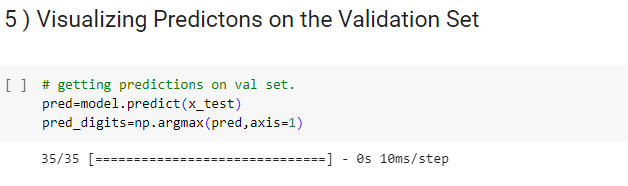 5 ) Visualizing Predictons on the Validation Set
[ ] # getting predictions on val set.
pred=model.predict(x_test)
pred_digits=np.argmax(pred,axis=1)
35/35 [==============================] - 0s 10ms/step